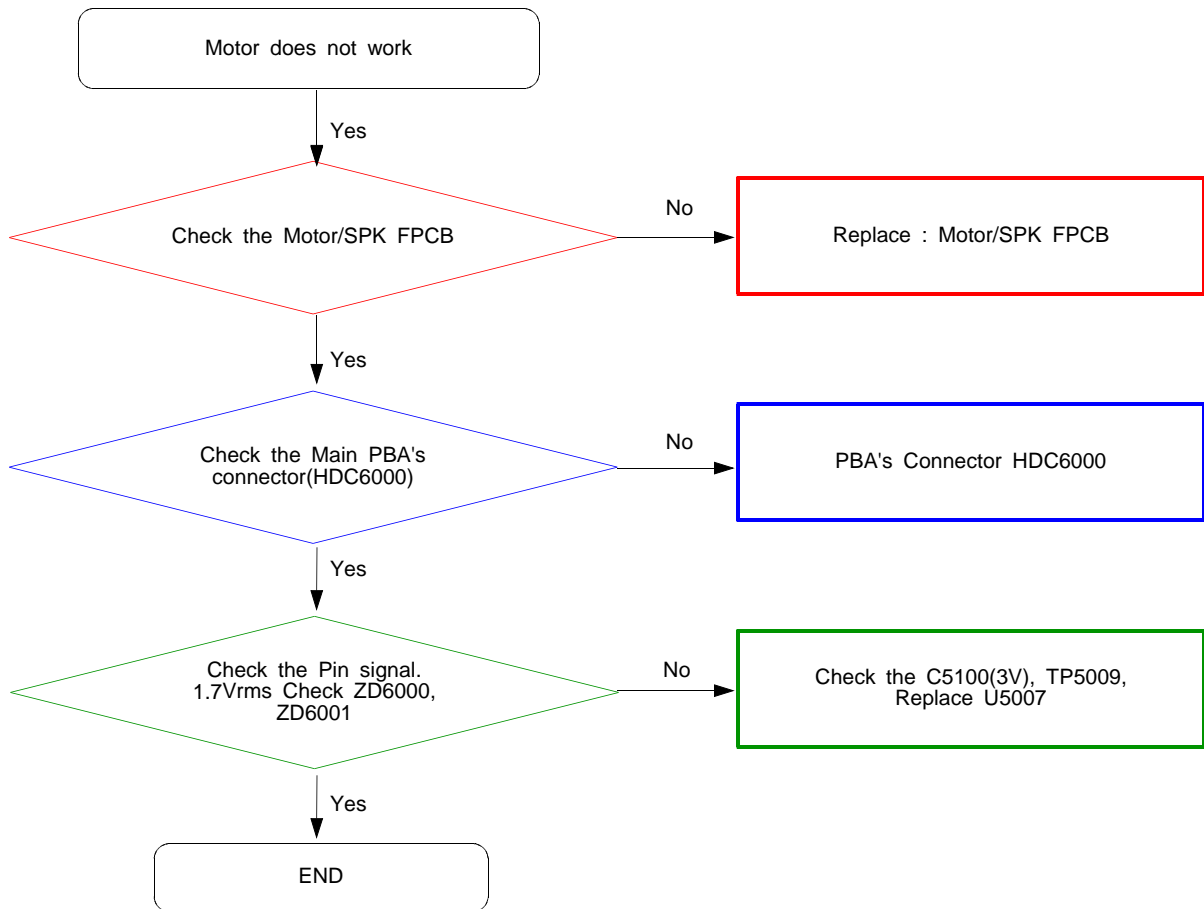 Motor does not work
Yes
Check the Motor/SPK FPCB
No
Replace : Motor/SPK FPCB
Yes
Check the Main PBA's
connector(HDC6000)
No
PBA's Connector HDC6000
Yes
Check the Pin signal.
1.7Vrms Check ZD6000,
ZD6001
No
Check the C5100(3V), TP5009,
Replace U5007
Yes
END